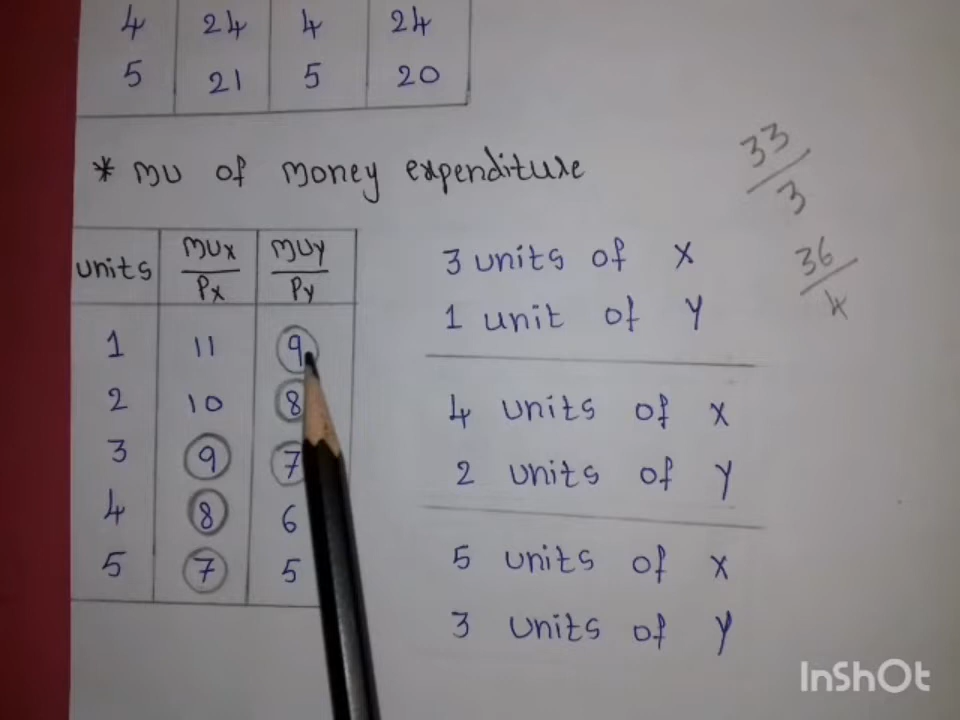 4 24 4 24
5 21 5 20
* MU of Money expenditure
33/3
36/4
units MUx/Px MUy/Py
1 11 9
2 10 8
3 9 7
4 8 6
5 7 5
3 units of X
1 unit of Y
4 units of X
2 units of Y
5 units of X
3 units of Y
InShOt